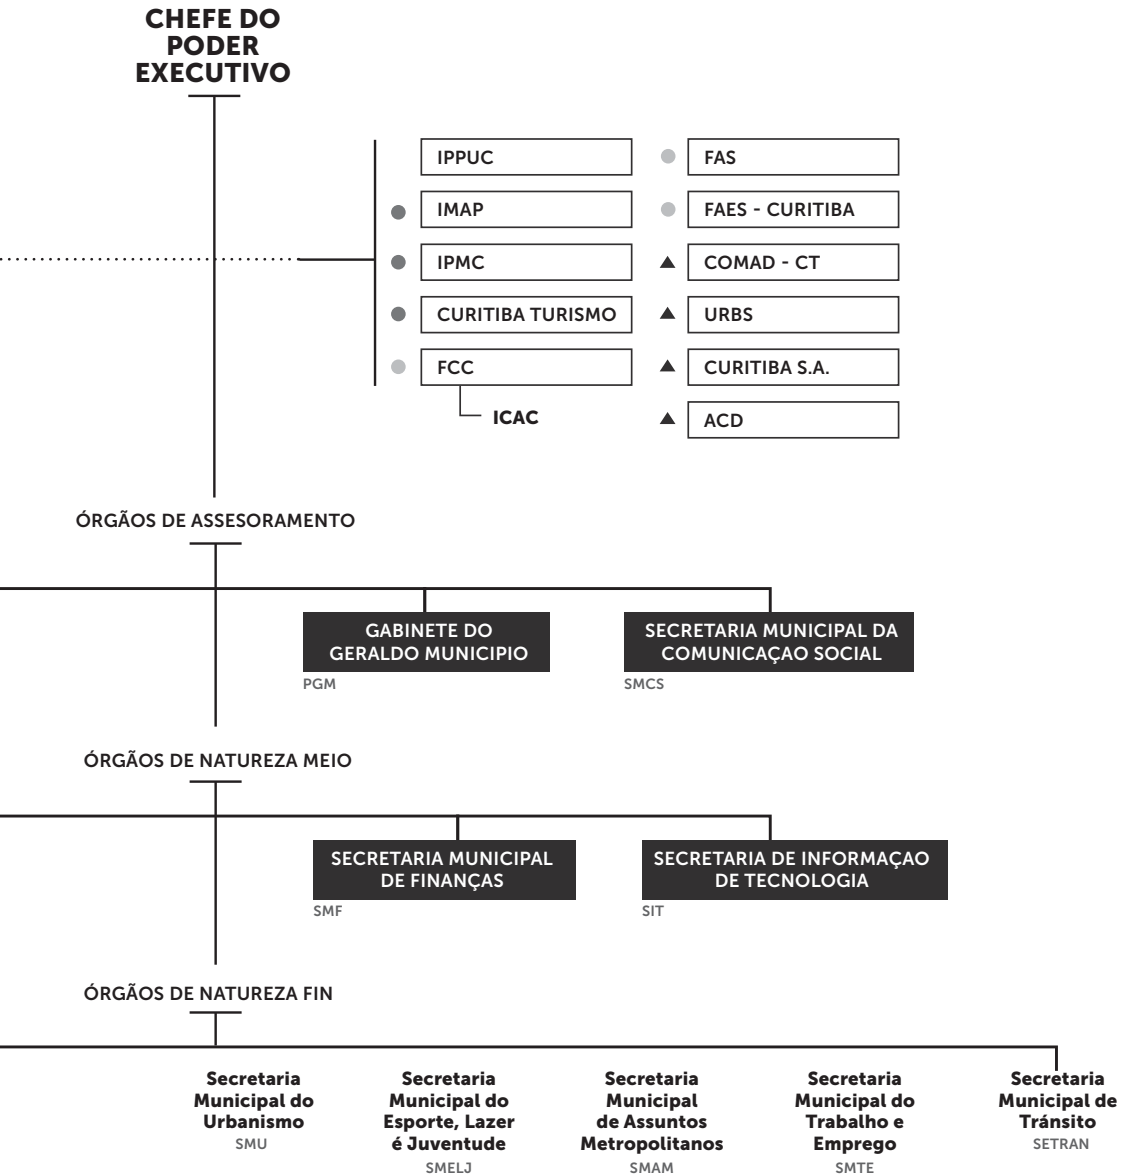 CHEFE DO
PODER
EXECUTIVO
IPPUC
IMAP
IPMC
CURITIBA TURISMO
FCC
ICAC
FAS
FAES - CURITIBA
COMAD - CT
URBS
CURITIBA S.A.
ACD
ÓRGÃOS DE ASSESORAMENTO
GABINETE DO
GERALDO MUNICIPIO
PGM
SECRETARIA MUNICIPAL DA
COMUNICAÇAO SOCIAL
SMCS
ÓRGÃOS DE NATUREZA MEIO
SECRETARIA MUNICIPAL
DE FINANÇAS
SMF
SECRETARIA DE INFORMAÇAO
DE TECNOLOGIA
SIT
ÓRGÃOS DE NATUREZA FIN
Secretaria
Municipal do
Urbanismo
SMU
Secretaria
Municipal do
Esporte, Lazer
é Juventude
SMELJ
Secretaria
Municipal
de Assuntos
Metropolitanos
SMAM
Secretaria
Municipal do
Trabalho e
Emprego
SMTE
Secretaria
Municipal de
Tránsito
SETRAN